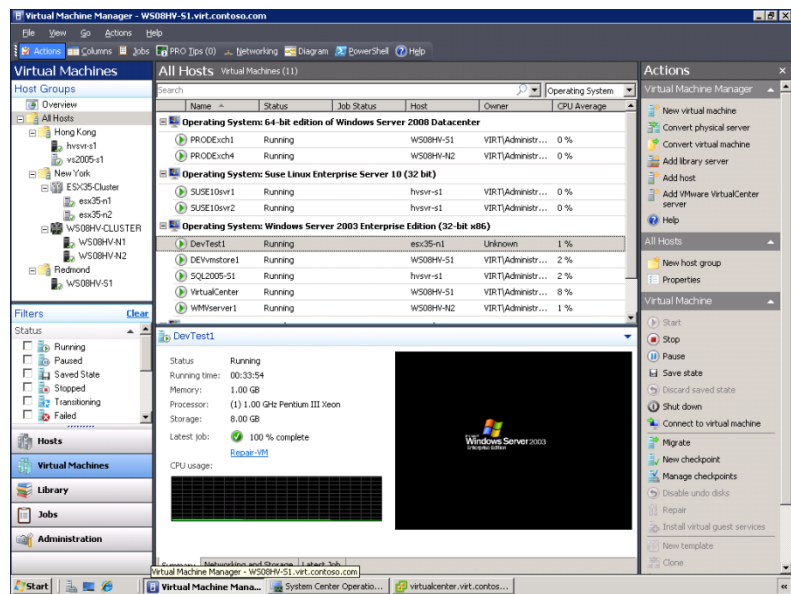 Virtual Machine Manager - WS08HV-S1.virt.contoso.com
File View Go Actions Help
Actions Columns Jobs PRO Tips (0) Networking Diagram PowerShell Help
Virtual Machines
Host Groups
Overview
All Hosts
Hong Kong
hvsvr-s1
vs2005-s1
New York
ESX35-Cluster
esx35-n1
esx35-n2
WS08HV-CLUSTER
WS08HV-N1
WS08HV-N2
Redmond
WS08HV-S1
Filters Clear
Status
Running
Paused
Saved State
Stopped
Transitioning
Failed
Hosts
Virtual Machines
Library
Jobs
Administration
All Hosts Virtual Machines (11)
Search Operating System
Name Status Job Status Host Owner CPU Average
Operating System: 64-bit edition of Windows Server 2008 Datacenter
PRODExch1 Running WS08HV-S1 VIRT\Administr... 0 %
PRODExch4 Running WS08HV-N2 VIRT\Administr... 0 %
Operating System: Suse Linux Enterprise Server 10 (32 bit)
SUSE10svr1 Running hvsvr-s1 VIRT\Administr... 0 %
SUSE10svr2 Running hvsvr-s1 VIRT\Administr... 0 %
Operating System: Windows Server 2003 Enterprise Edition (32-bit x86)
DevTest1 Running esx35-n1 Unknown 1 %
DEVvmstore1 Running WS08HV-S1 VIRT\Administr... 2 %
SQL2005-S1 Running hvsvr-s1 VIRT\Administr... 2 %
VirtualCenter Running WS08HV-S1 VIRT\Administr... 8 %
WMVserver1 Running WS08HV-N2 VIRT\Administr... 1 %
DevTest1
Status Running
Running time: 00:33:54
Memory: 1.00 GB
Processor: (1) 1.00 GHz Pentium III Xeon
Storage: 8.00 GB
Latest job: 100 % complete
Repair-VM
CPU usage:
Windows Server 2003
Enterprise Edition
Summary Networking and Storage Latest Job
Virtual Machine Manager - WS08HV-S1.virt.contoso.com
Actions
Virtual Machine Manager
New virtual machine
Convert physical server
Convert virtual machine
Add library server
Add host
Add VMware VirtualCenter
server
Help
All Hosts
New host group
Properties
Virtual Machine
Start
Stop
Pause
Save state
Discard saved state
Shut down
Connect to virtual machine
Migrate
New checkpoint
Manage checkpoints
Disable undo disks
Repair
Install virtual guest services
New template
Clone
Start Virtual Machine Mana... System Center Operatio... virtualcenter.virt.contos...